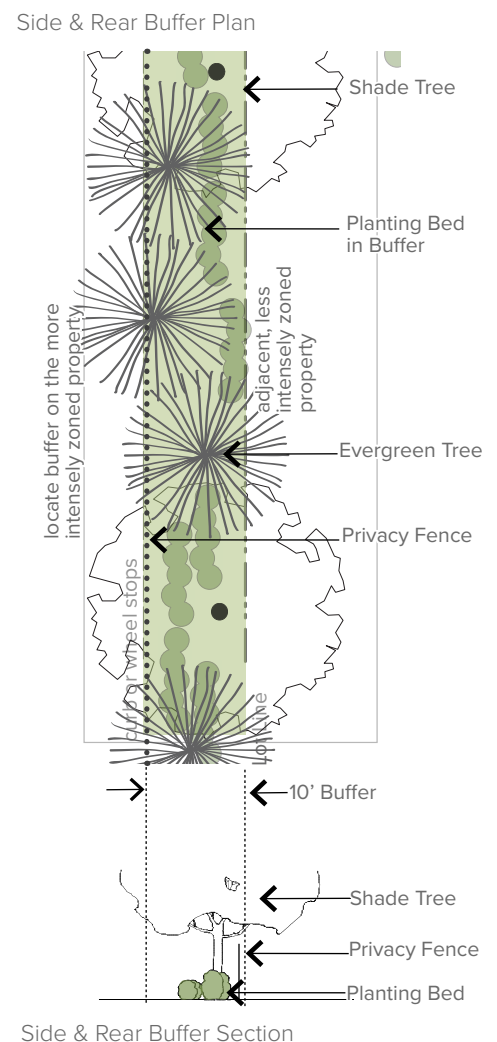 Side & Rear Buffer Plan
Shade Tree
Planting Bed
in Buffer
locate buffer on the more
intensely zoned property
adjacent, less
intensely zoned
property
Evergreen Tree
Privacy Fence
curb or wheel stops
Lot Line
10’ Buffer
Shade Tree
Privacy Fence
Planting Bed
Side & Rear Buffer Section